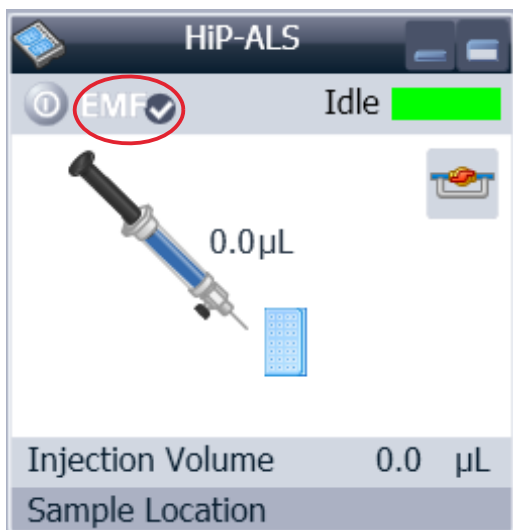 HiP-ALS
EMF Idle
0.0µL
Injection Volume 0.0 µL
Sample Location